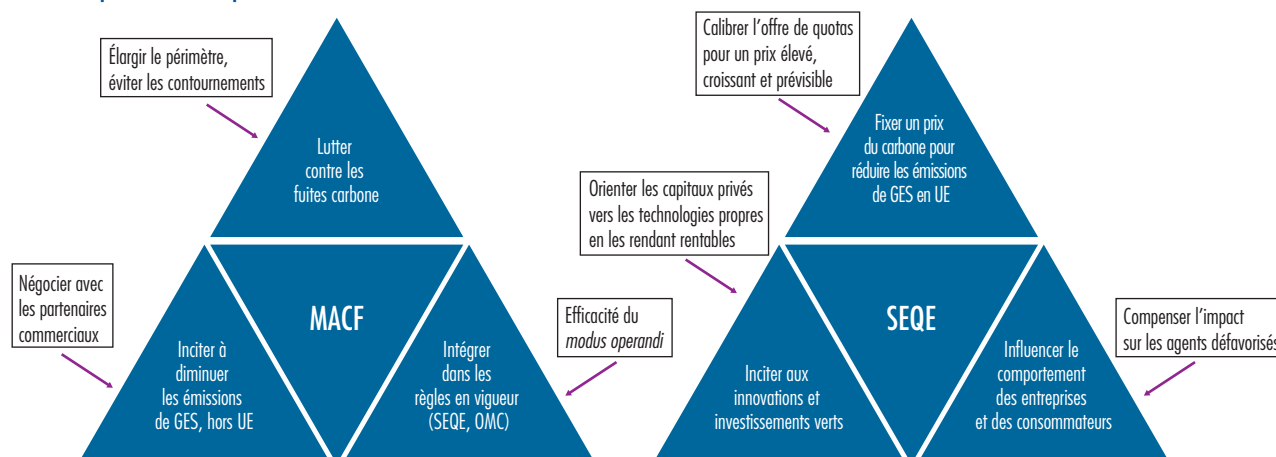 Élargir le périmètre,
éviter les contournements
Lutter
contre les
fuites carbone
Négocier avec
les partenaires
commerciaux
Inciter à
diminuer
les émissions
de GES, hors UE
MACF
Intégrer
dans les
règles en vigueur
(SEQE, OMC)
Efficacité du
modus operandi
Calibrer l’offre de quotas
pour un prix élevé,
croissant et prévisible
Fixer un prix
du carbone pour
réduire les émissions
de GES en UE
Orienter les capitaux privés
vers les technologies propres
en les rendant rentables
Inciter aux
innovations et
investissements verts
SEQE
Influencer le
comportement
des entreprises
et des consommateurs
Compenser l’impact
sur les agents défavorisés